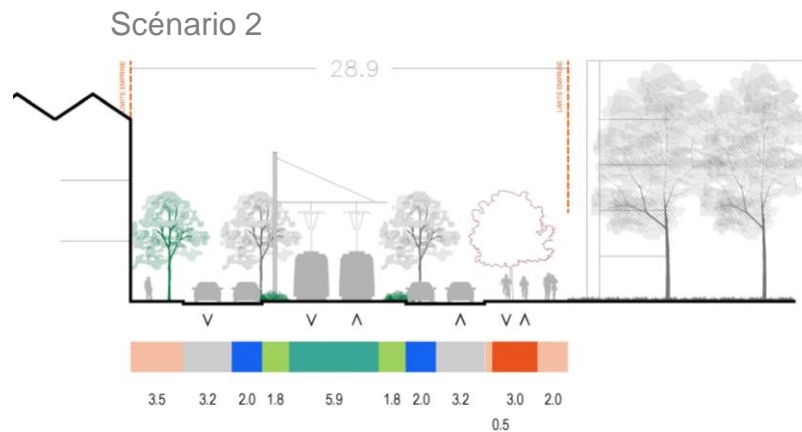 Scénario 2
LIMITE EMPRISE
28.9
LIMITE EMPRISE
3.5 3.2 2.0 1.8 5.9 1.8 2.0 3.2 3.0 2.0
0.5